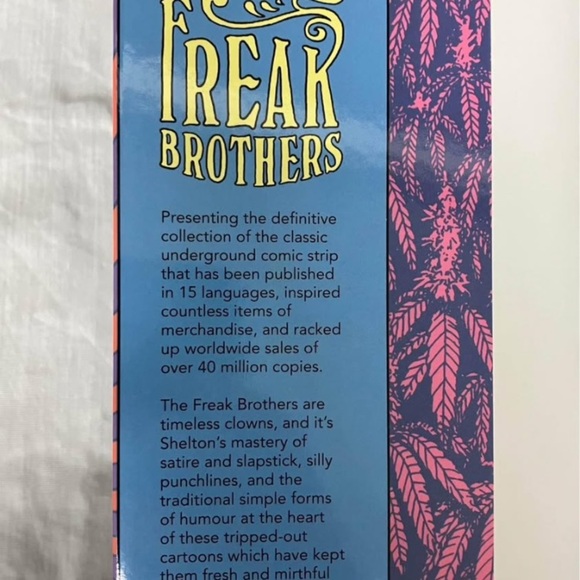 FREAK
BROTHERS
Presenting the definitive
collection of the classic
underground comic strip
that has been published
in 15 languages, inspired
countless items of
merchandise, and racked
up worldwide sales of
over 40 million copies.
The Freak Brothers are
timeless clowns, and it's
Shelton's mastery of
satire and slapstick, silly
punchlines, and the
traditional simple forms
of humour at the heart
of these tripped-out
cartoons which have kept
them fresh and mirthful